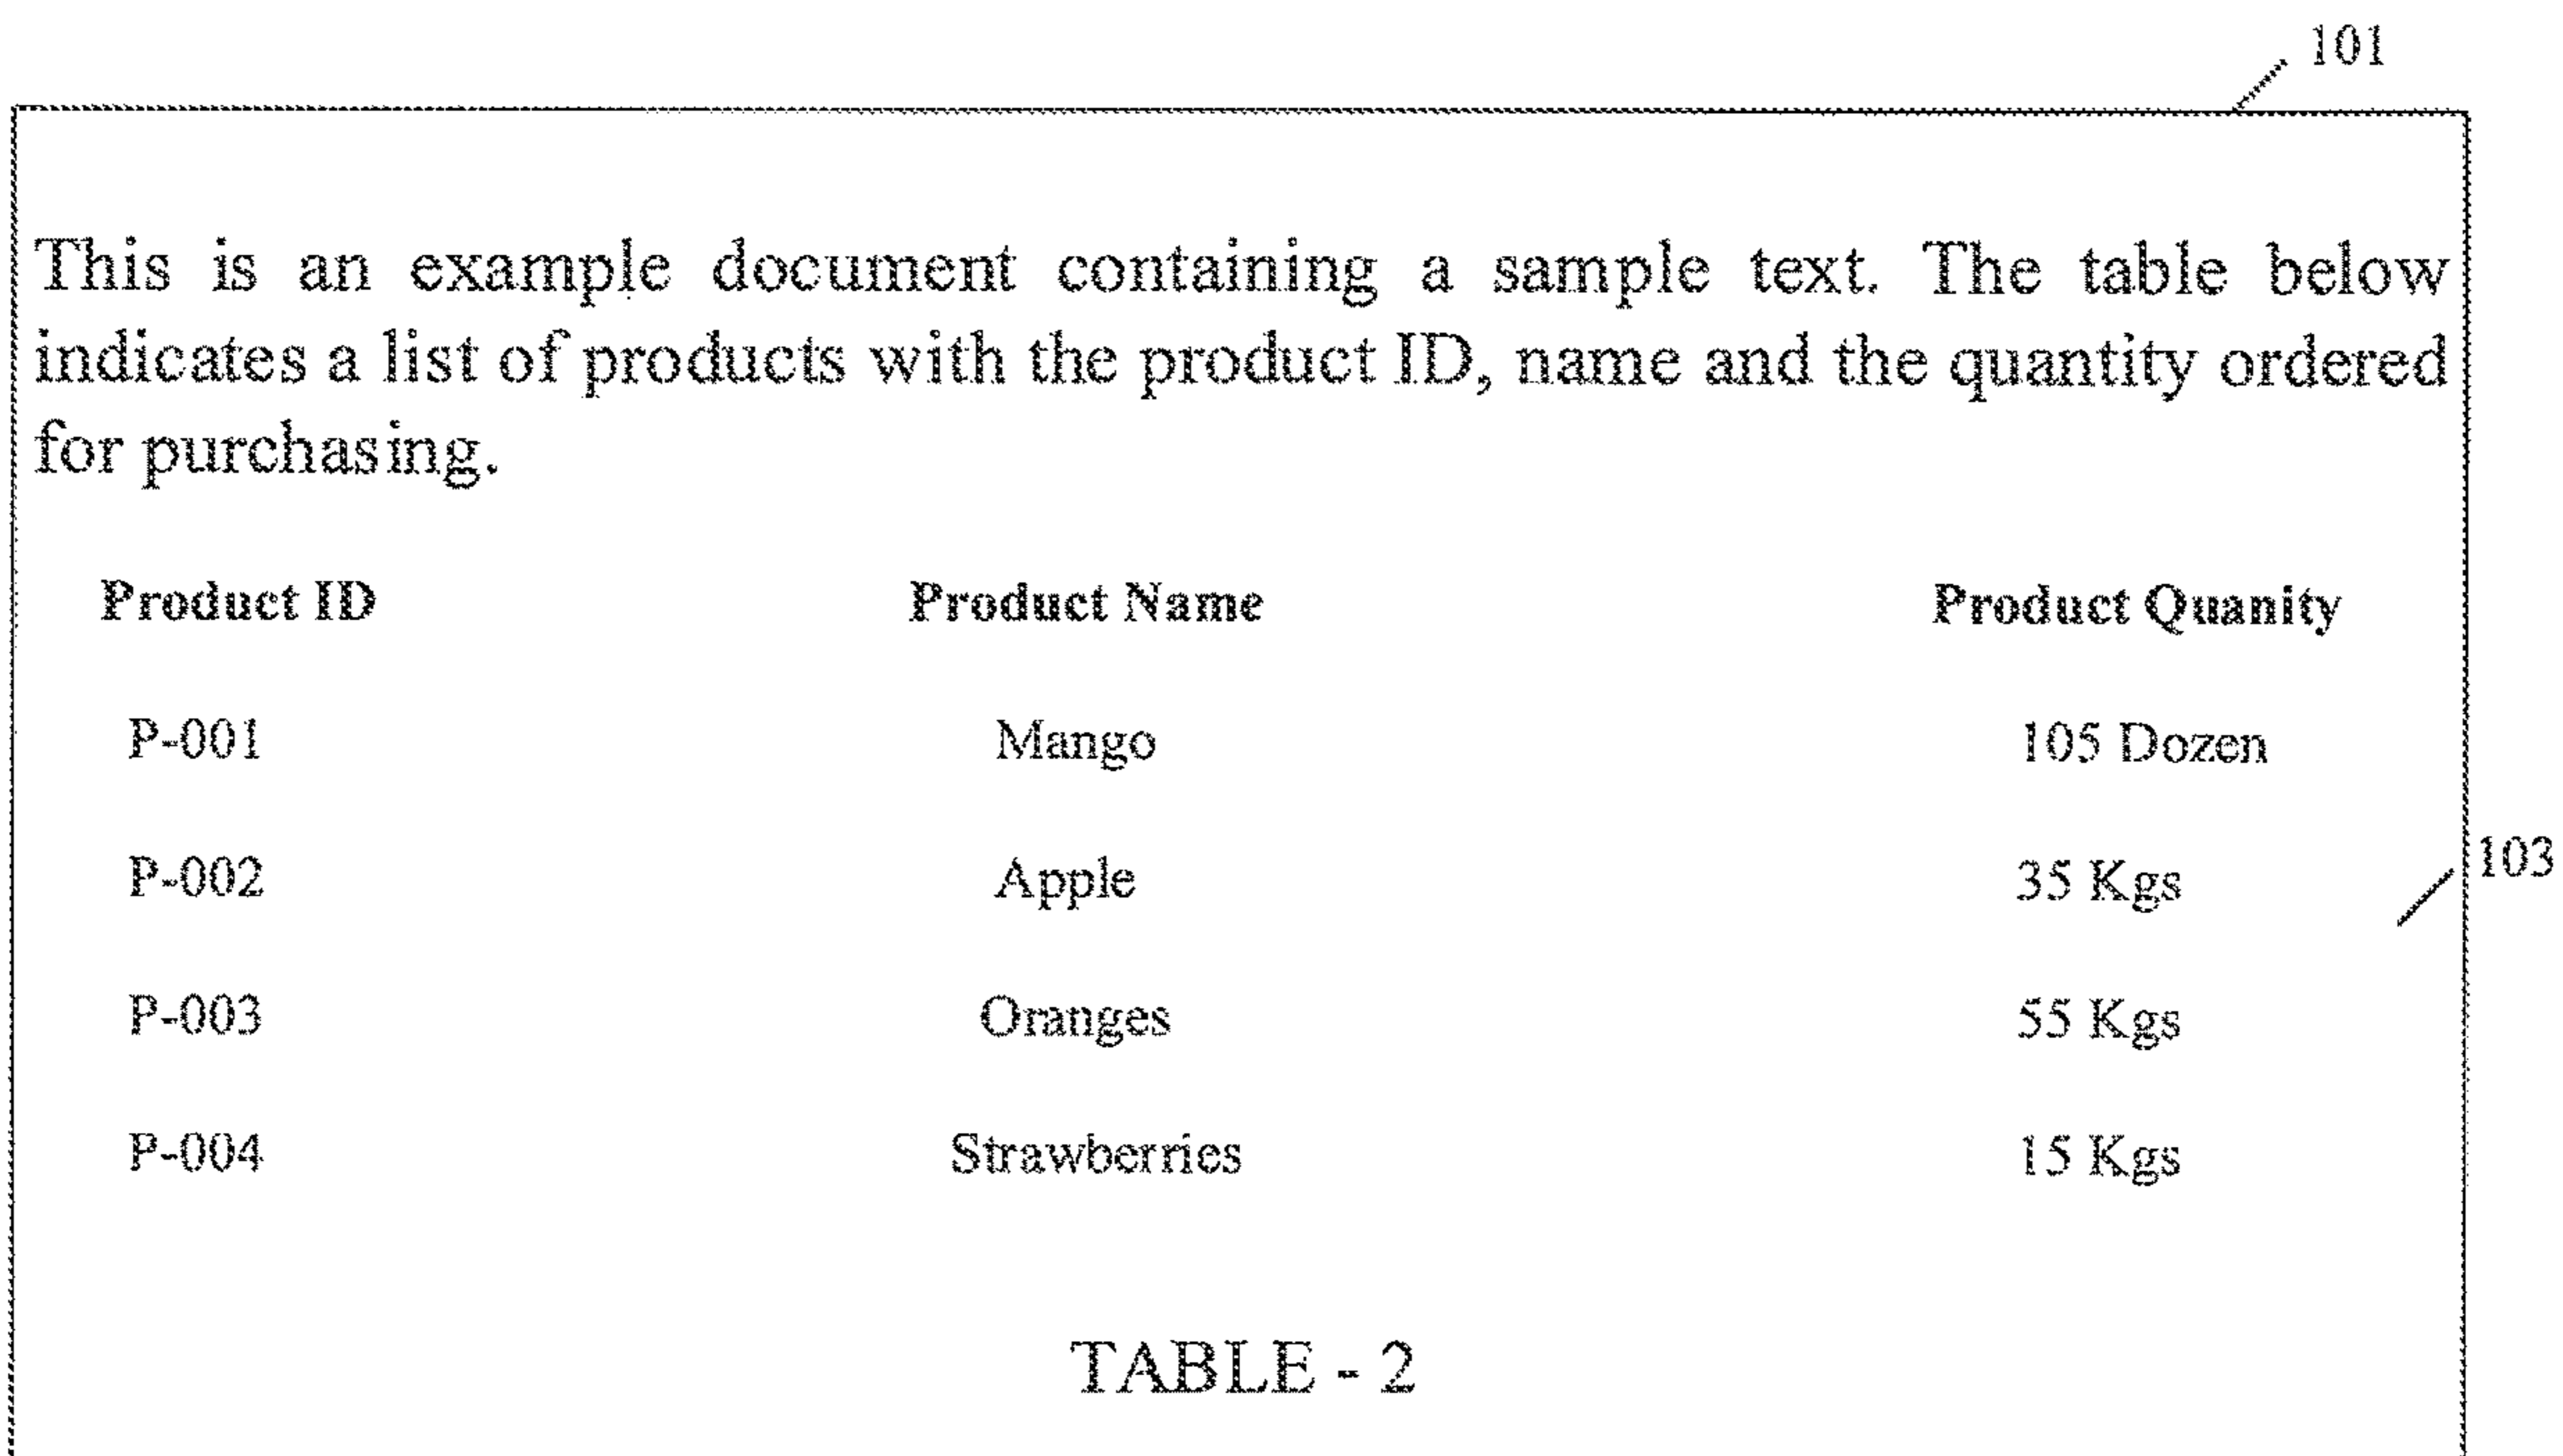 101
This is an example document containing a sample text. The table below
indicates a list of products with the product ID, name and the quantity ordered
for purchasing.
Product ID Product Name Product Quanity
P-001 Mango 105 Dozen
P-002 Apple 35 Kgs 103
P-003 Oranges 55 Kgs
P-004 Strawberries 15 Kgs
TABLE - 2